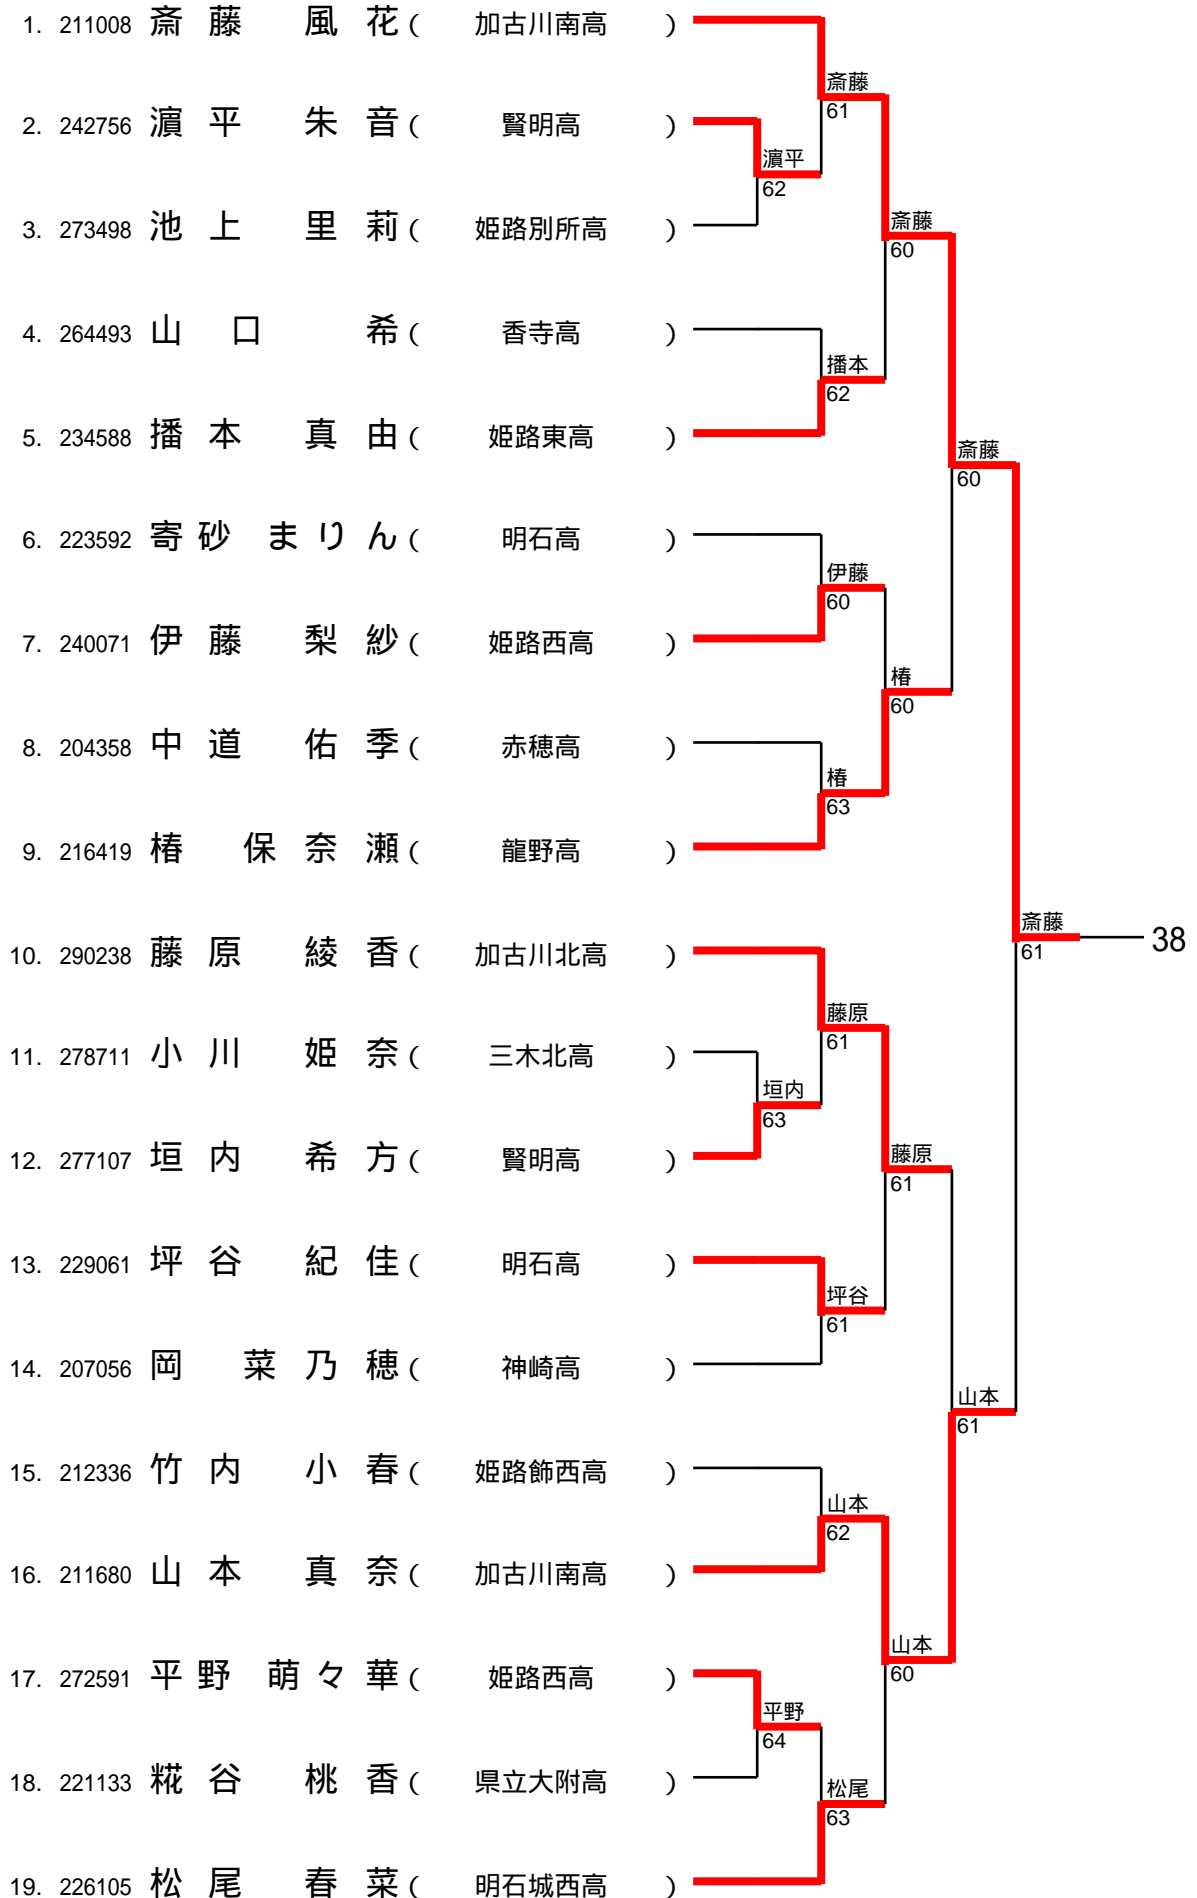 1. 211008 斎藤 風花 ( 加古川南高 )
斎藤
61
2. 242756 濵平 朱音 ( 賢明高 )
濵平
62
3. 273498 池上 里莉 ( 姫路別所高 )
斎藤
60
4. 264493 山口 希 ( 香寺高 )
播本
62
5. 234588 播本 真由 ( 姫路東高 )
斎藤
60
6. 223592 寄砂 まりん ( 明石高 )
伊藤
60
7. 240071 伊藤 梨紗 ( 姫路西高 )
椿
60
8. 204358 中道 佑季 ( 赤穂高 )
椿
63
9. 216419 椿 保奈瀬 ( 龍野高 )
斎藤
61
38
10. 290238 藤原 綾香 ( 加古川北高 )
藤原
61
11. 278711 小川 姫奈 ( 三木北高 )
垣内
63
12. 277107 垣内 希方 ( 賢明高 )
藤原
61
13. 229061 坪谷 紀佳 ( 明石高 )
坪谷
61
14. 207056 岡 菜乃穂 ( 神崎高 )
山本
61
15. 212336 竹内 小春 ( 姫路飾西高 )
山本
62
16. 211680 山本 真奈 ( 加古川南高 )
山本
60
17. 272591 平野 萌々華 ( 姫路西高 )
平野
64
18. 221133 糀谷 桃香 ( 県立大附高 )
松尾
63
19. 226105 松尾 春菜 ( 明石城西高 )